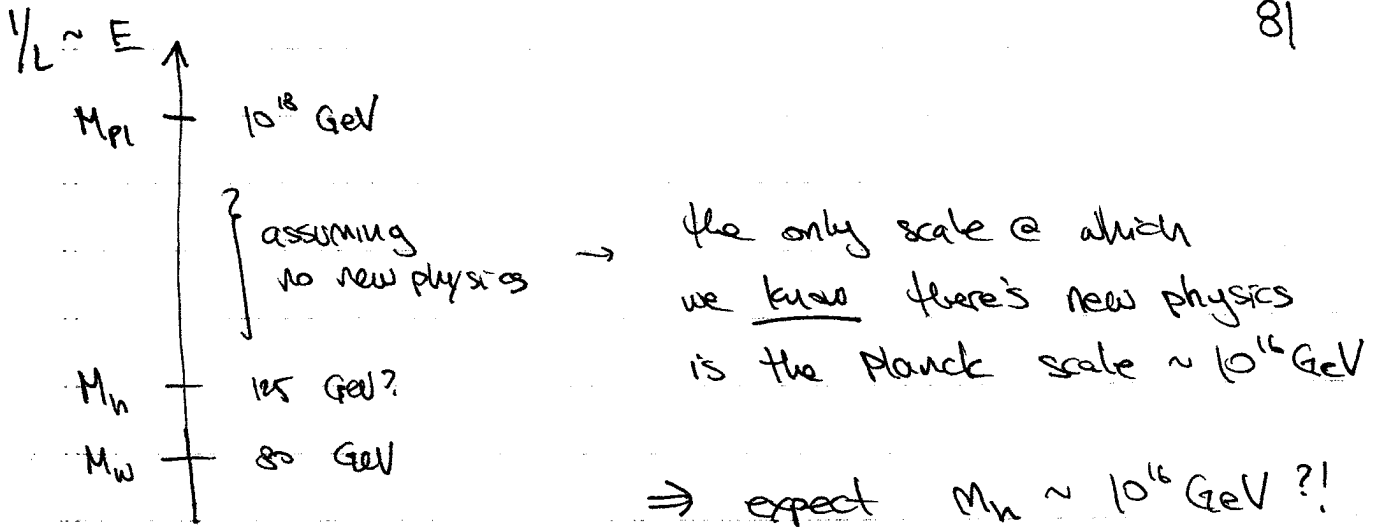 1/L ~ E
81
M_Pl 10^18 GeV
assuming
no new physics → the only scale @ which
we know there's new physics
is the Planck scale ~ 10^16 GeV
M_h 125 GeV?
M_W 80 GeV
⇒ expect M_h ~ 10^16 GeV ?!